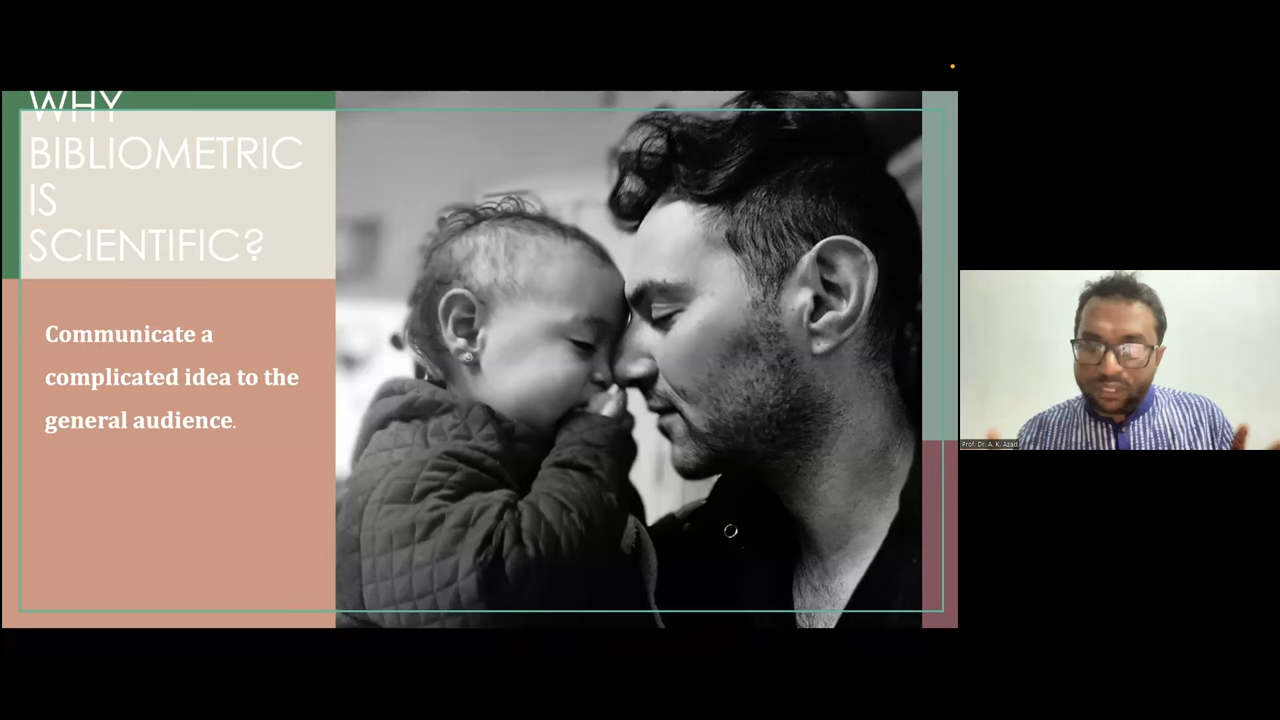 WHY
BIBLIOMETRIC
IS
SCIENTIFIC?
Communicate a
complicated idea to the
general audience.
Prof. Dr. A. K. Azad